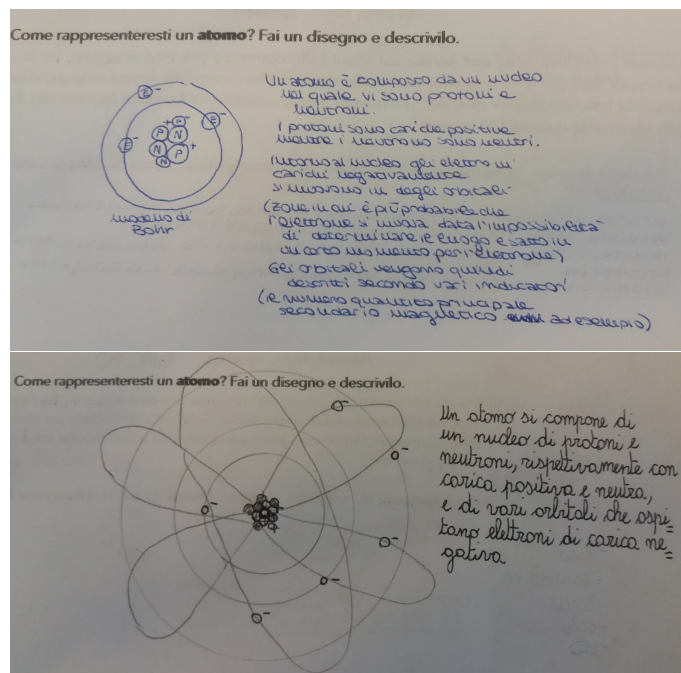 Come rappresenteresti un atomo? Fai un disegno e descrivilo.
Un atomo è composto da un nucleo
nel quale vi sono protoni e
neutroni.
I protoni sono cariche positive
mentre i neutrono sono neutri.
Intorno al nucleo gli elettroni
carichi negativamente
si muovono in degli orbitali
(zone in cui è più probabile che
l'elettrone si muova data l'impossibilità
di determinare il luogo esatto in
un certo momento per l'elettrone)
Gli orbitali vengono quindi
descritti secondo vari indicatori
(il numero quantico principale
secondario magnetico ad esempio)
E -
E -
E -
P N
N P +
N
modello di
Bohr
Come rappresenteresti un atomo? Fai un disegno e descrivilo.
Un atomo si compone di
un nucleo di protoni e
neutroni, rispettivamente con
carica positiva e neutra,
e di vari orbitali che ospi=
tano elettroni di carica ne=
gativa